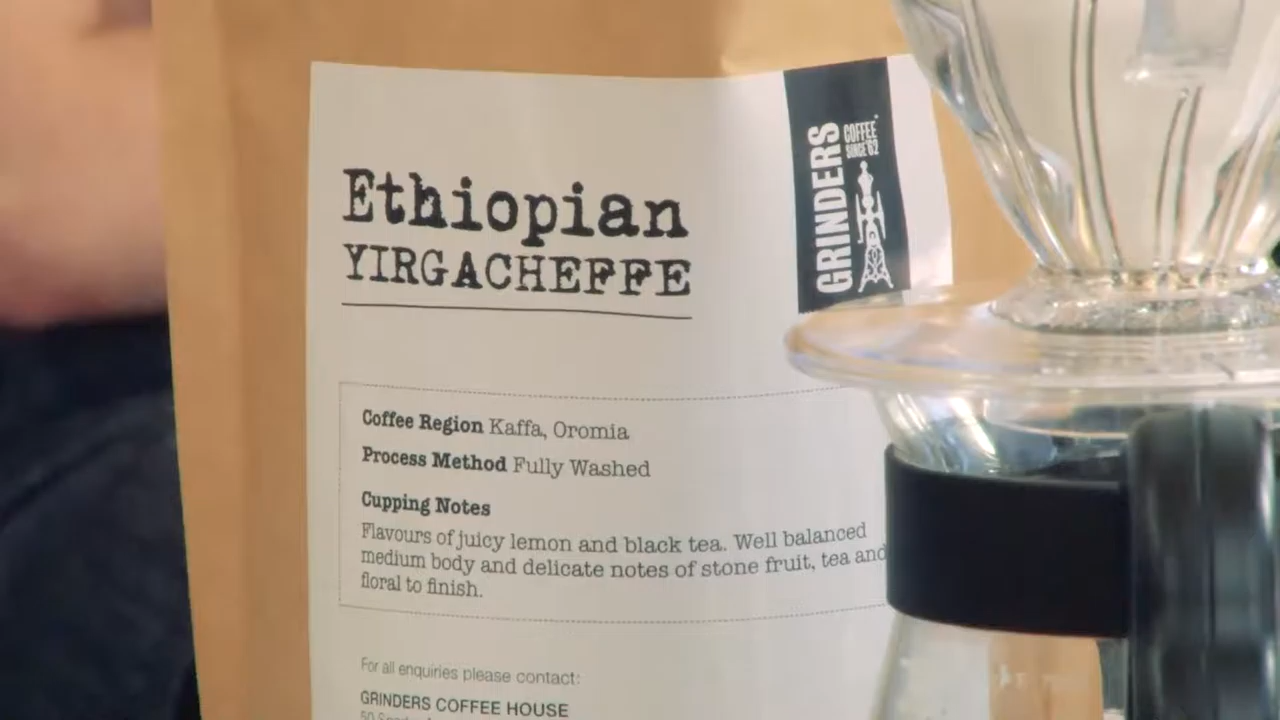 Ethiopian
YIRGACHEFFE
GRINDERS
COFFEE
SINCE '62
Coffee Region Kaffa, Oromia
Process Method Fully Washed
Cupping Notes
Flavours of juicy lemon and black tea. Well balanced
medium body and delicate notes of stone fruit, tea and
floral to finish.
For all enquiries please contact:
GRINDERS COFFEE HOUSE